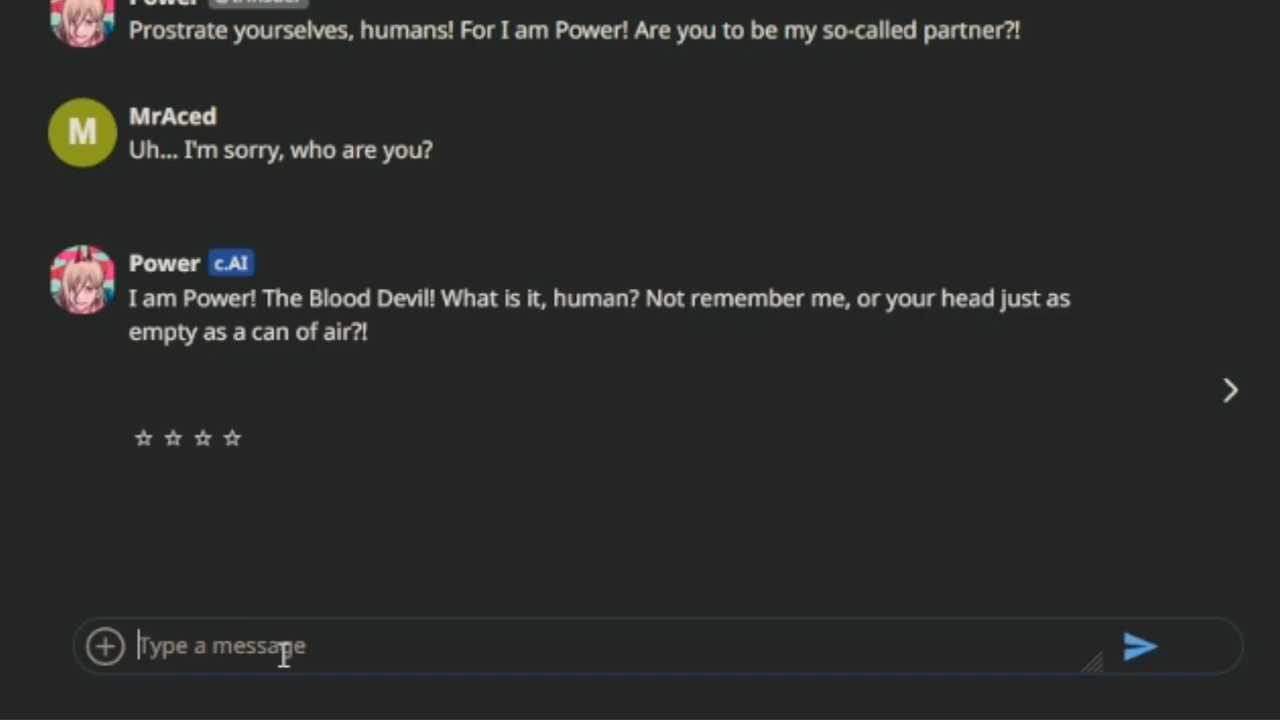 Power
Prostrate yourselves, humans! For I am Power! Are you to be my so-called partner?!
M
MrAced
Uh... I'm sorry, who are you?
Power c.AI
I am Power! The Blood Devil! What is it, human? Not remember me, or your head just as
empty as a can of air?!
Type a message